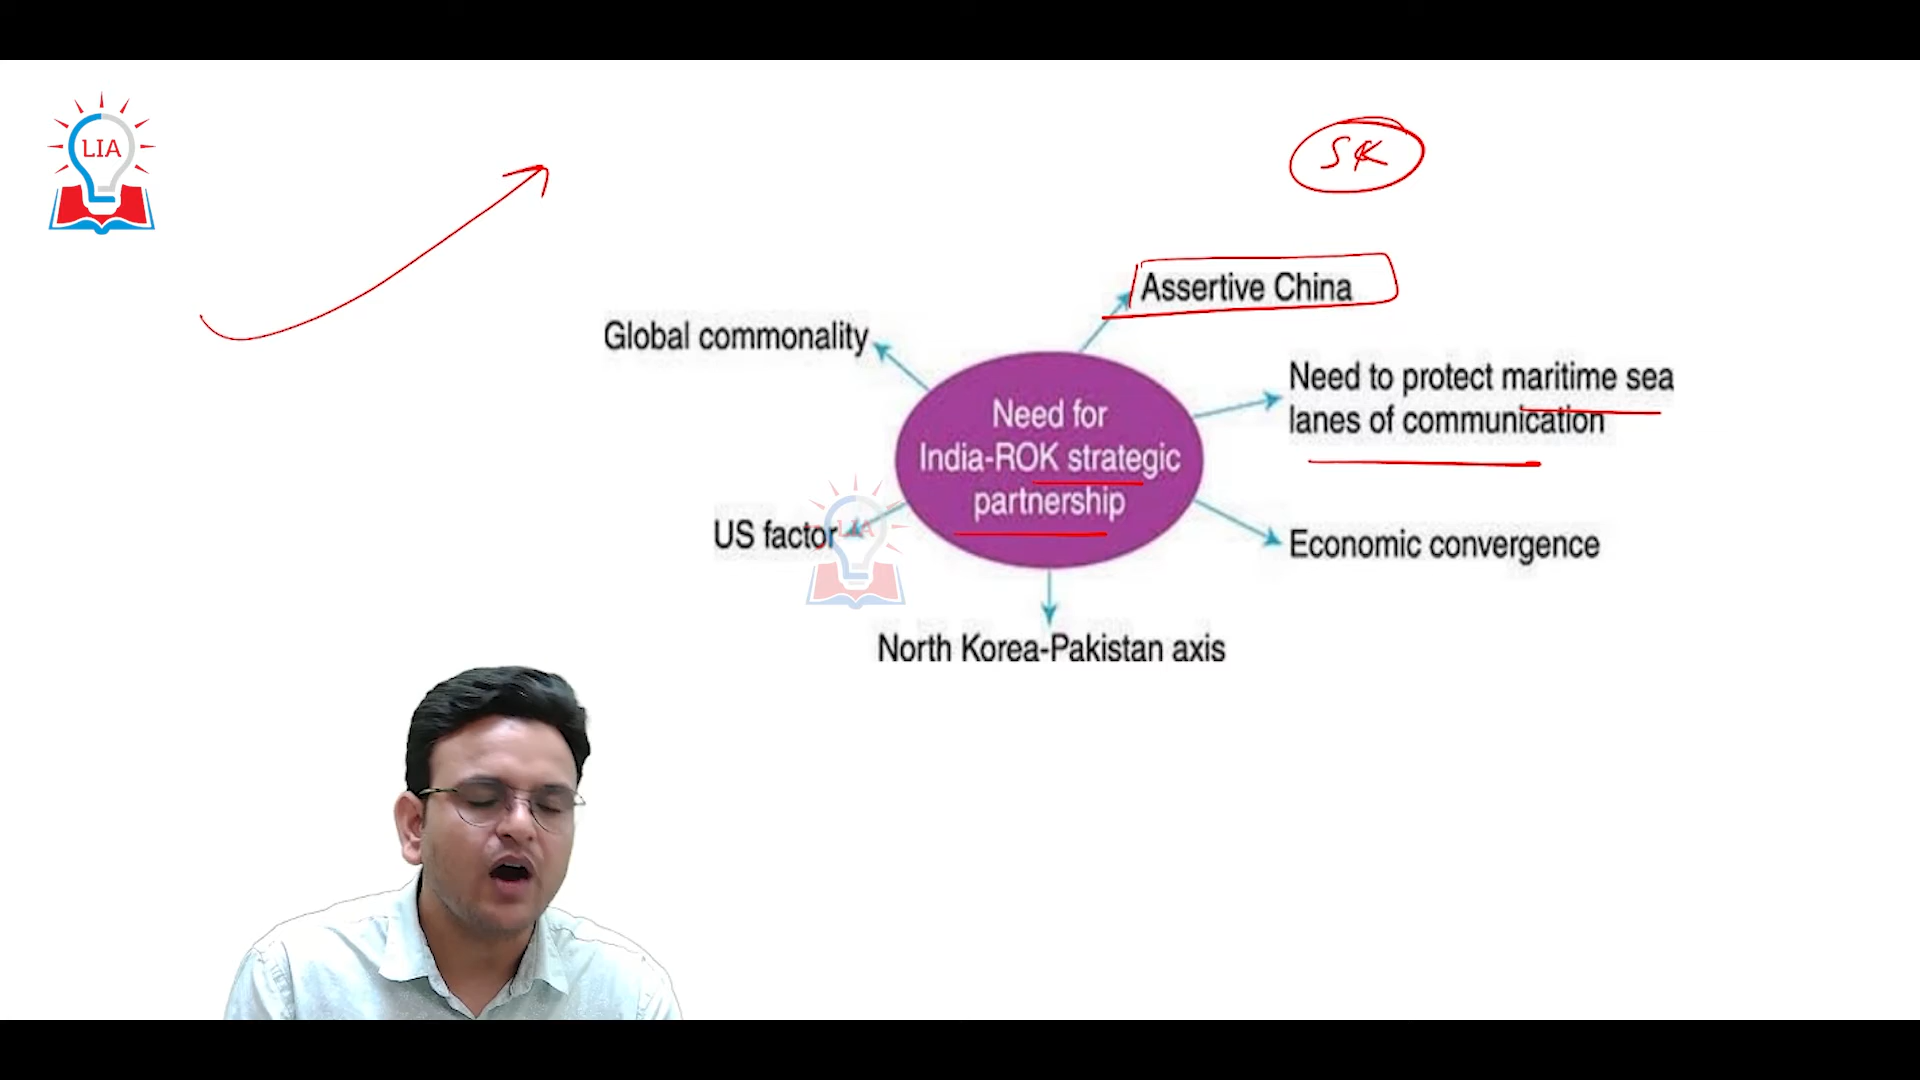 LIA
SK
Assertive China
Global commonality
Need to protect maritime sea
lanes of communication
Need for
India-ROK strategic
partnership
US factor
LIA
Economic convergence
North Korea-Pakistan axis